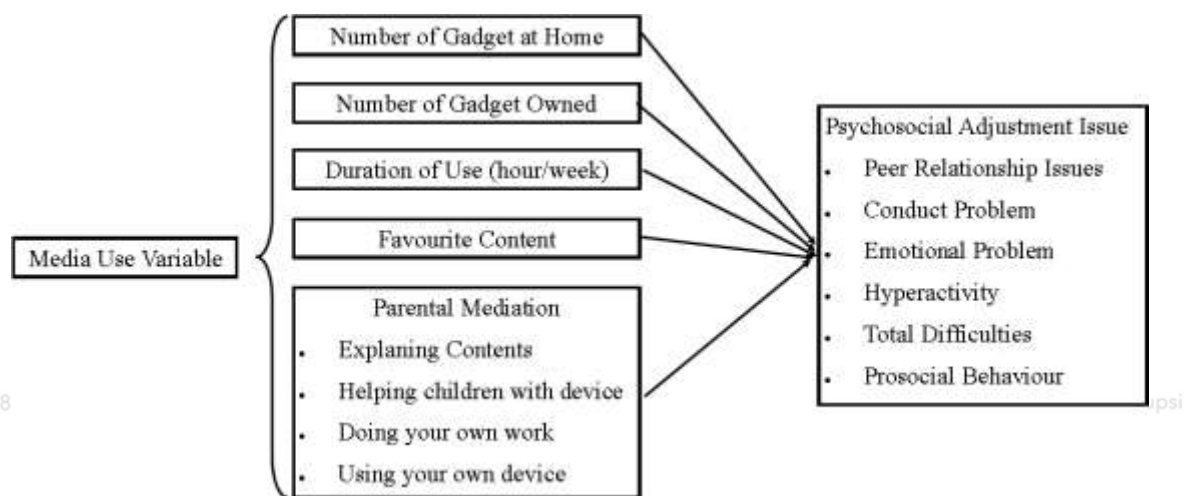 Media Use Variable
Number of Gadget at Home
Number of Gadget Owned
Duration of Use (hour/week)
Favourite Content
Parental Mediation
• Explaning Contents
• Helping children with device
• Doing your own work
• Using your own device
Psychosocial Adjustment Issue
• Peer Relationship Issues
• Conduct Problem
• Emotional Problem
• Hyperactivity
• Total Difficulties
• Prosocial Behaviour
8
psi